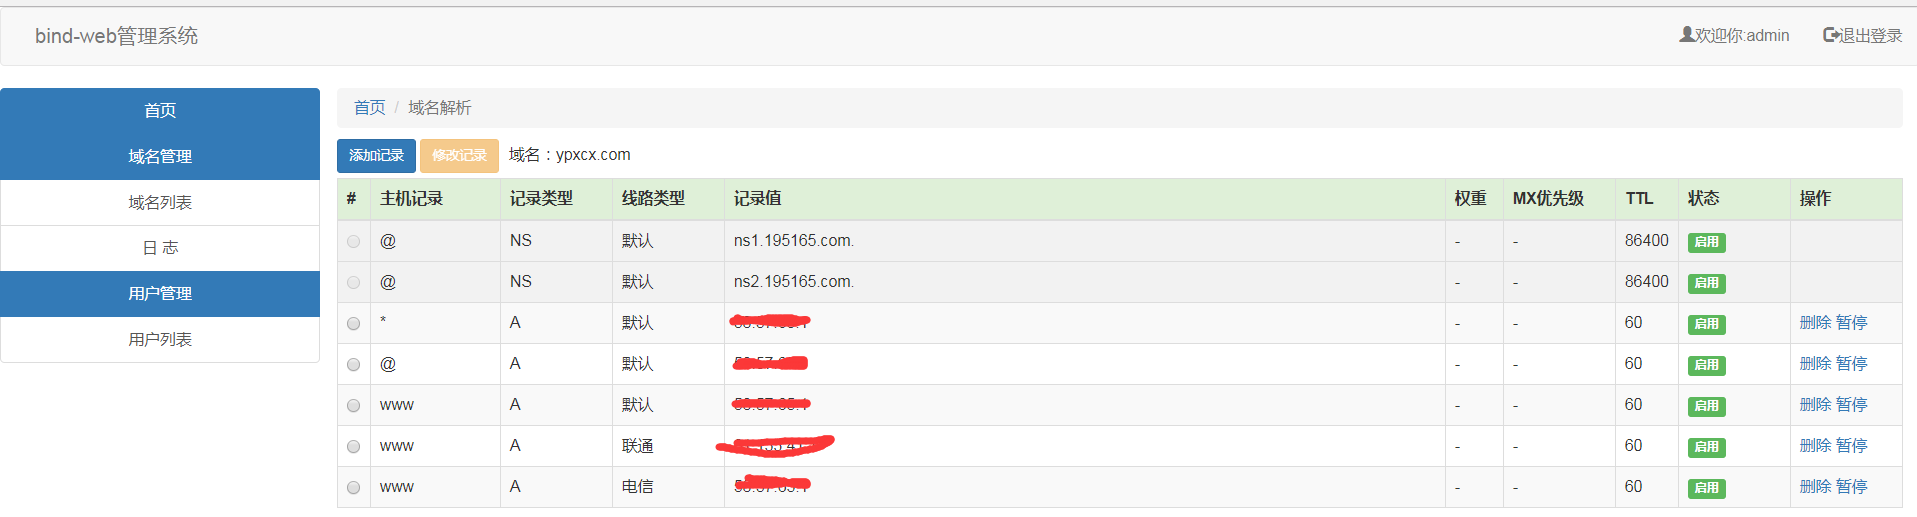 bind-web管理系统 欢迎你:admin 退出登录
首页
域名管理
域名列表
日 志
用户管理
用户列表
首页 / 域名解析
添加记录 修改记录 域名：ypxcx.com
# 主机记录 记录类型 线路类型 记录值 权重 MX优先级 TTL 状态 操作
@ NS 默认 ns1.195165.com. - - 86400 启用
@ NS 默认 ns2.195165.com. - - 86400 启用
* A 默认 - - 60 启用 删除 暂停
@ A 默认 - - 60 启用 删除 暂停
www A 默认 - - 60 启用 删除 暂停
www A 联通 - - 60 启用 删除 暂停
www A 电信 - - 60 启用 删除 暂停